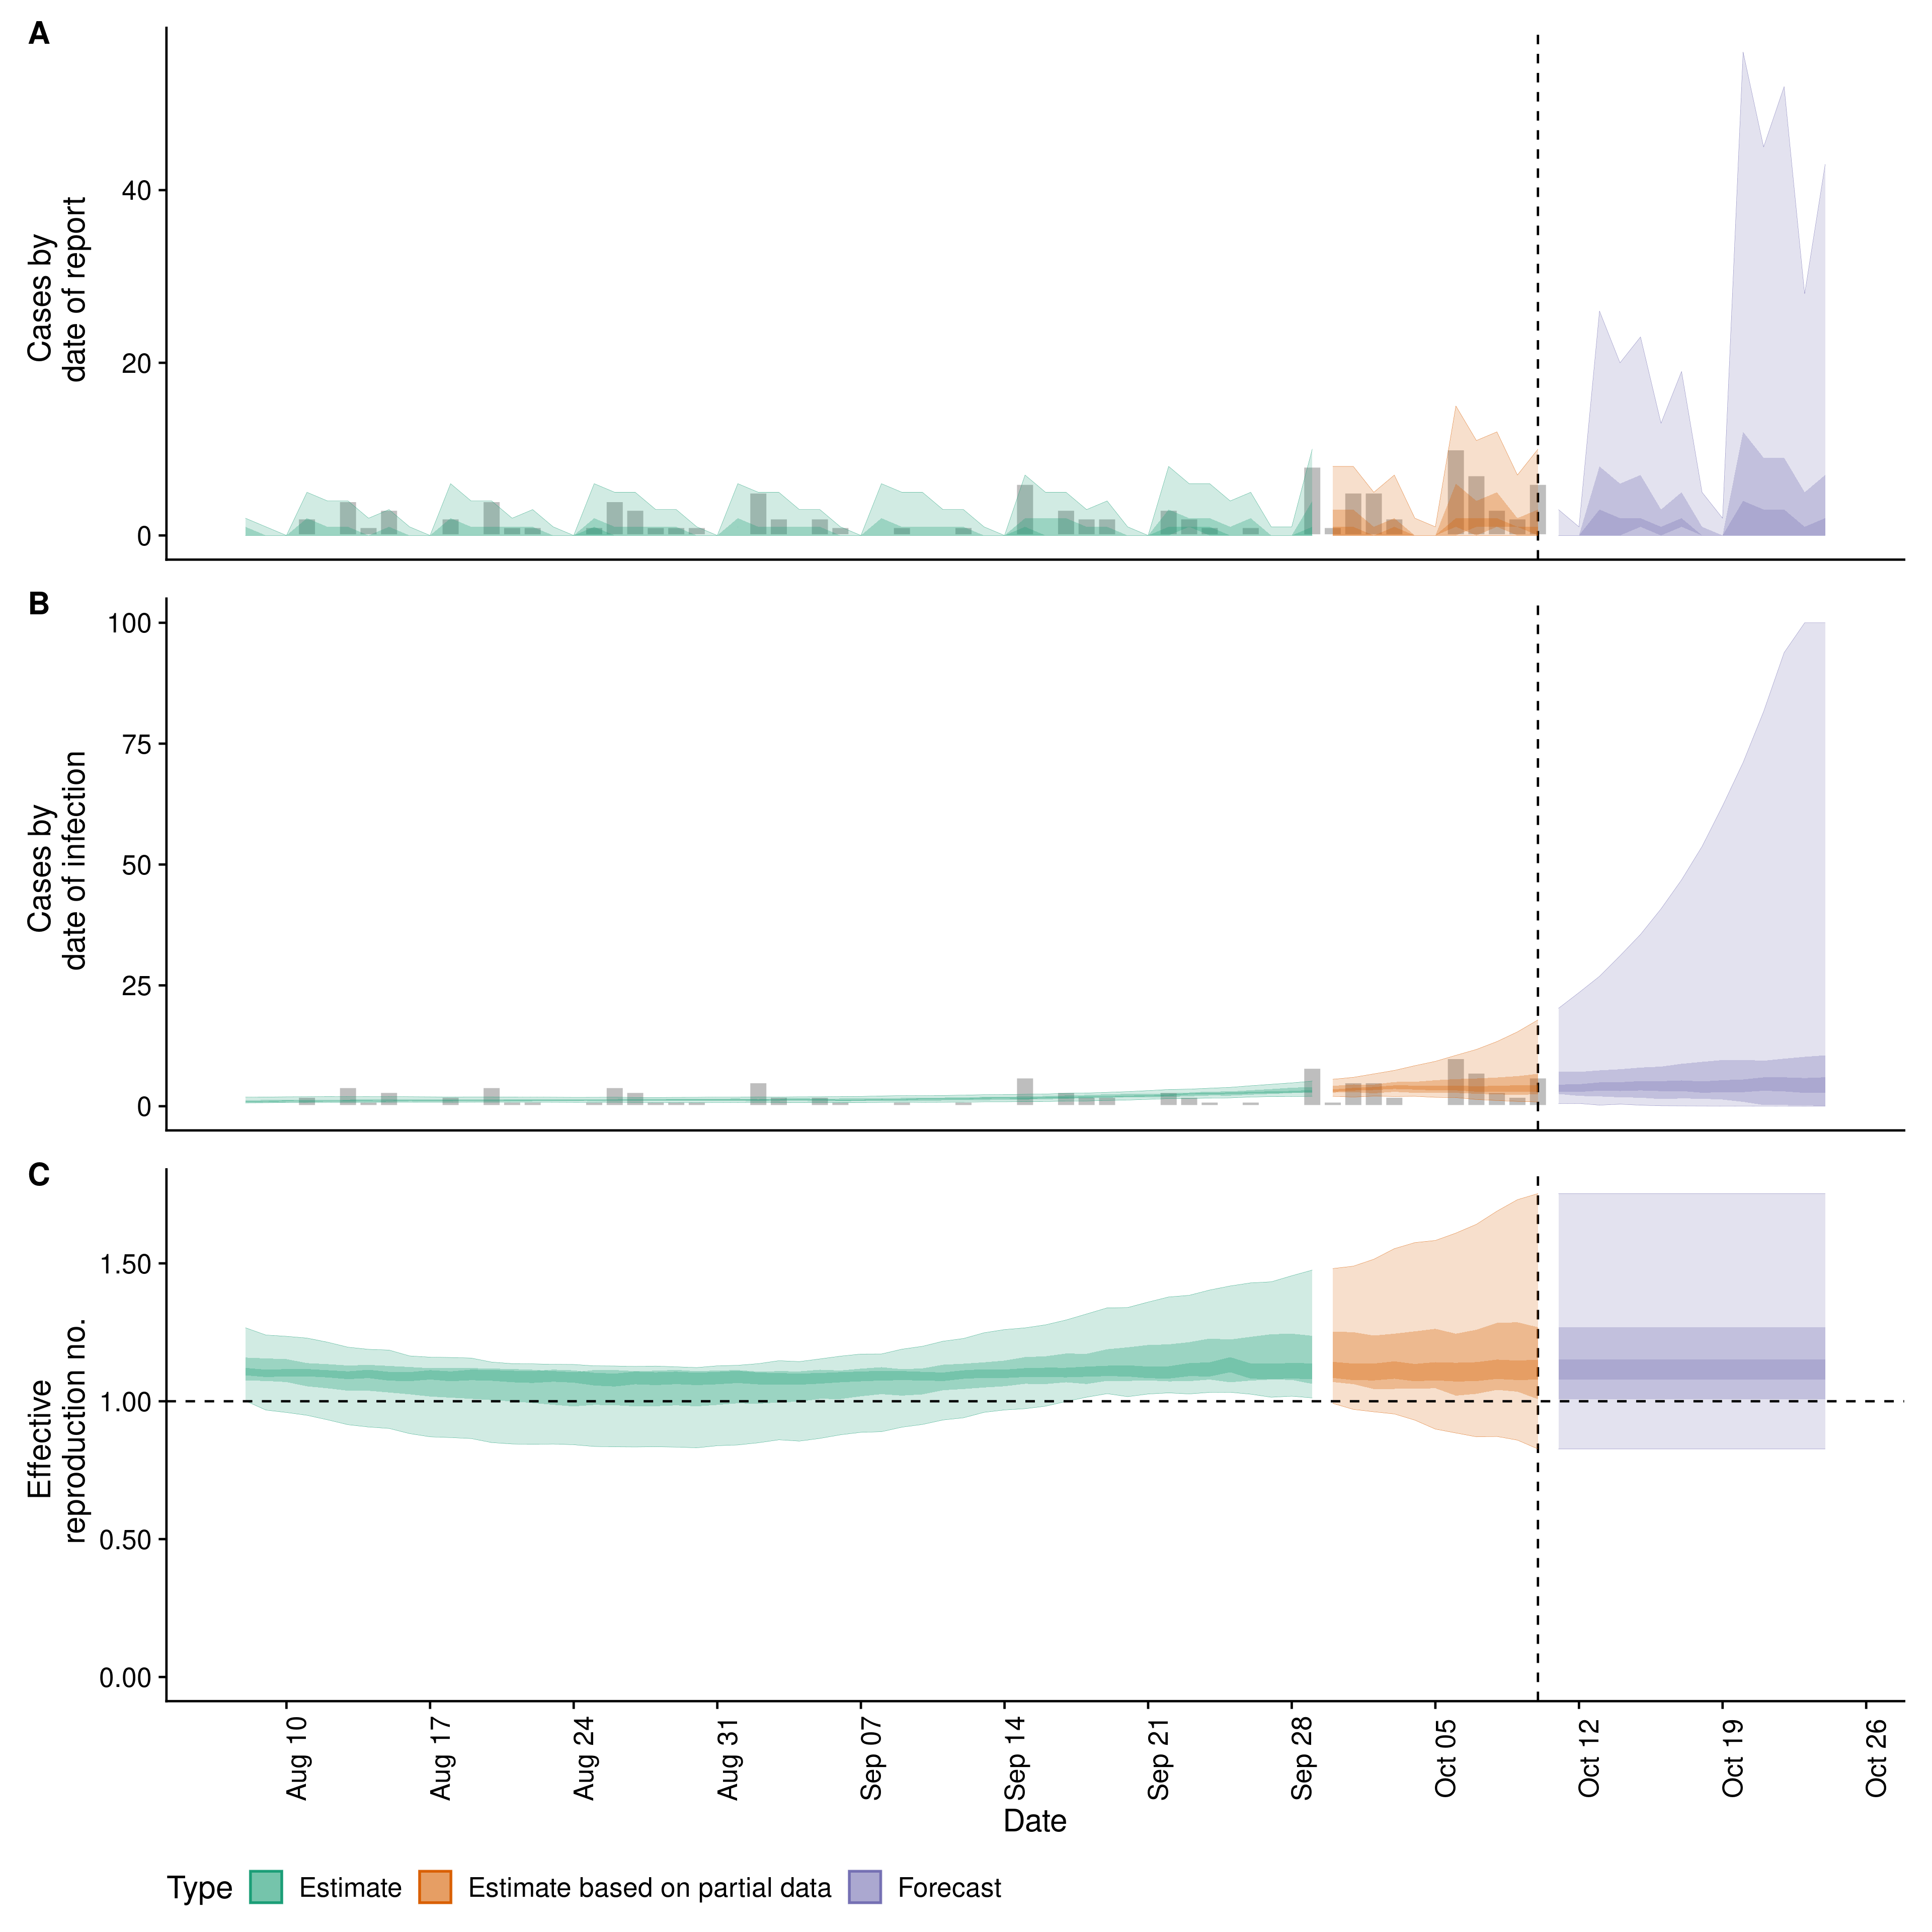 A
Cases by
date of report
40
20
0
B
Cases by
date of infection
100
75
50
25
0
C
Effective
reproduction no.
1.50
1.00
0.50
0.00
Aug 10
Aug 17
Aug 24
Aug 31
Sep 07
Sep 14
Sep 21
Sep 28
Oct 05
Oct 12
Oct 19
Oct 26
Date
Type Estimate Estimate based on partial data Forecast